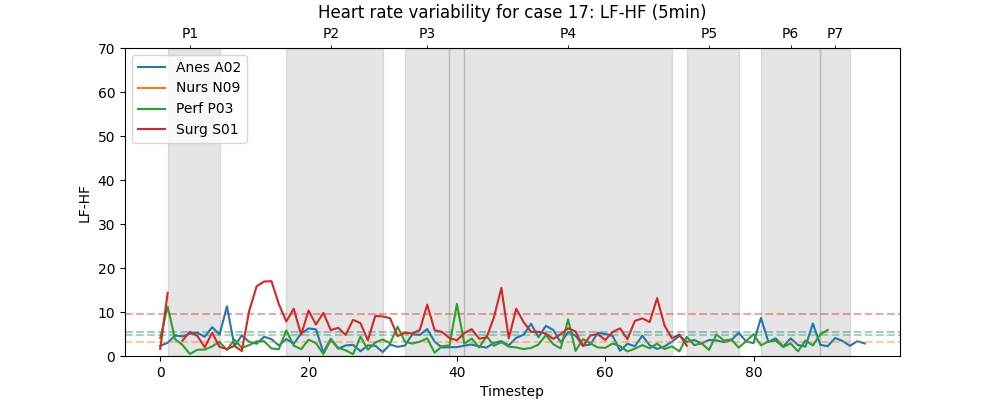 Heart rate variability for case 17: LF-HF (5min)
P1 P2 P3 P4 P5 P6 P7
70
60
50
40
30
20
10
0
LF-HF
Anes A02
Nurs N09
Perf P03
Surg S01
0 20 40 60 80
Timestep